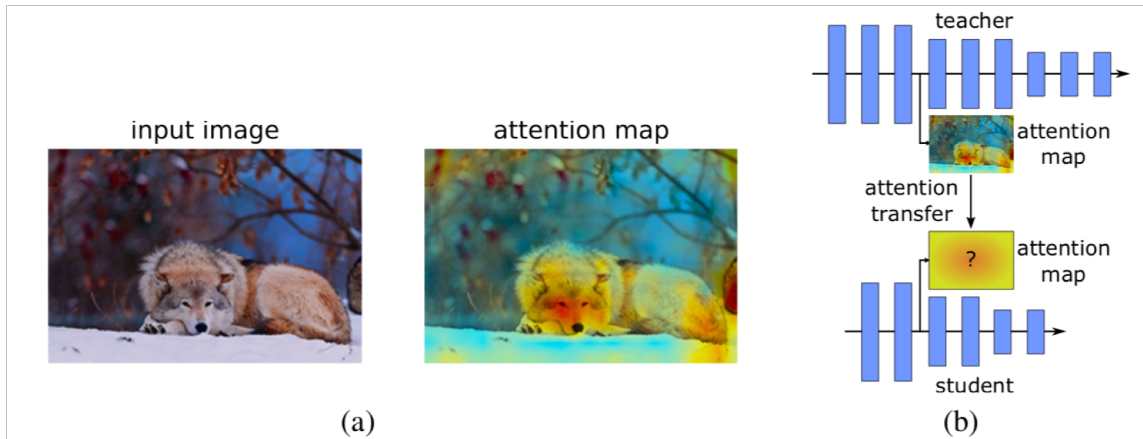 input image
attention map
(a)
teacher
attention
map
attention
transfer
?
attention
map
student
(b)